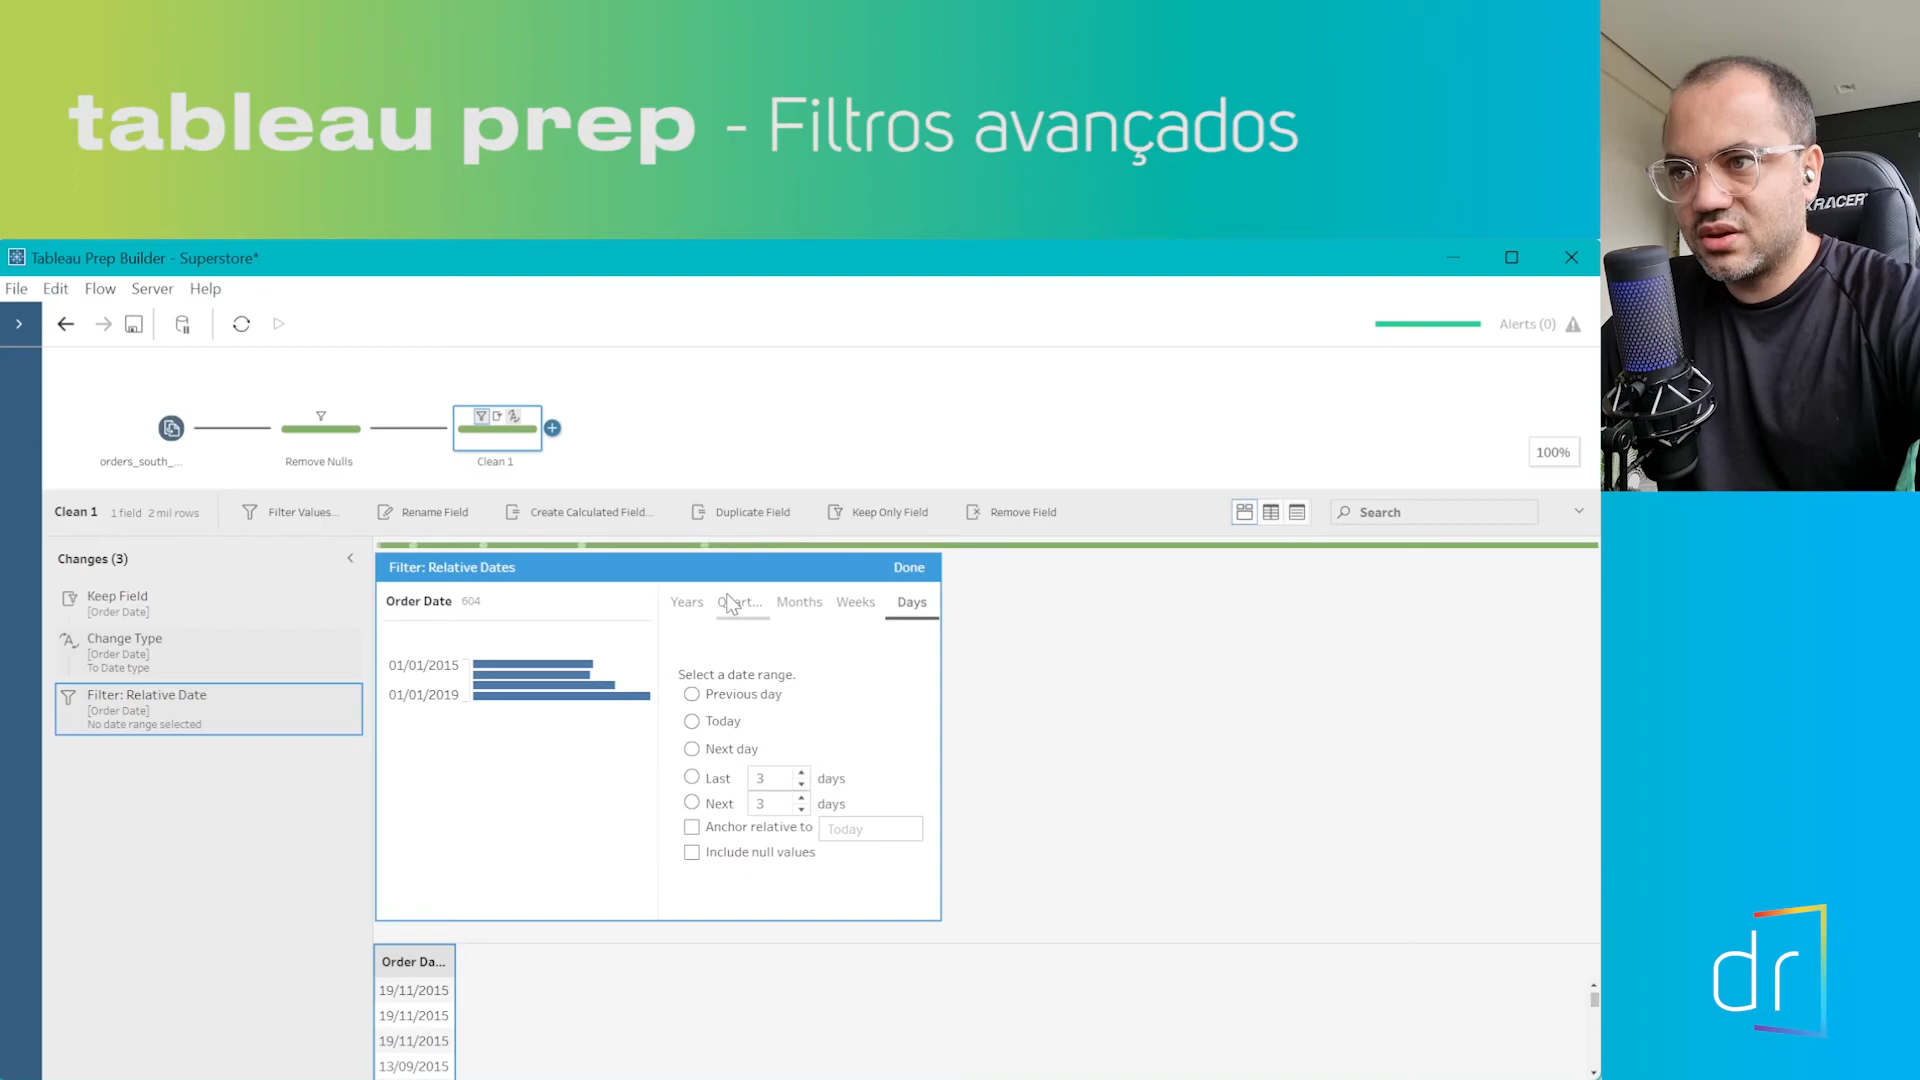 tableau prep - Filtros avançados
Tableau Prep Builder - Superstore*
File Edit Flow Server Help
Alerts (0)
orders_south_...
Remove Nulls
Clean 1
100%
Clean 1 1 field 2 mil rows
Filter Values...
Rename Field
Create Calculated Field...
Duplicate Field
Keep Only Field
Remove Field
Search
Changes (3)
Keep Field
[Order Date]
Change Type
[Order Date]
To Date type
Filter: Relative Date
[Order Date]
No date range selected
Filter: Relative Dates
Done
Order Date 604
01/01/2015
01/01/2019
Years Quart... Months Weeks Days
Select a date range.
Previous day
Today
Next day
Last 3 days
Next 3 days
Anchor relative to Today
Include null values
Order Da...
19/11/2015
19/11/2015
19/11/2015
13/09/2015
XRACER
dr